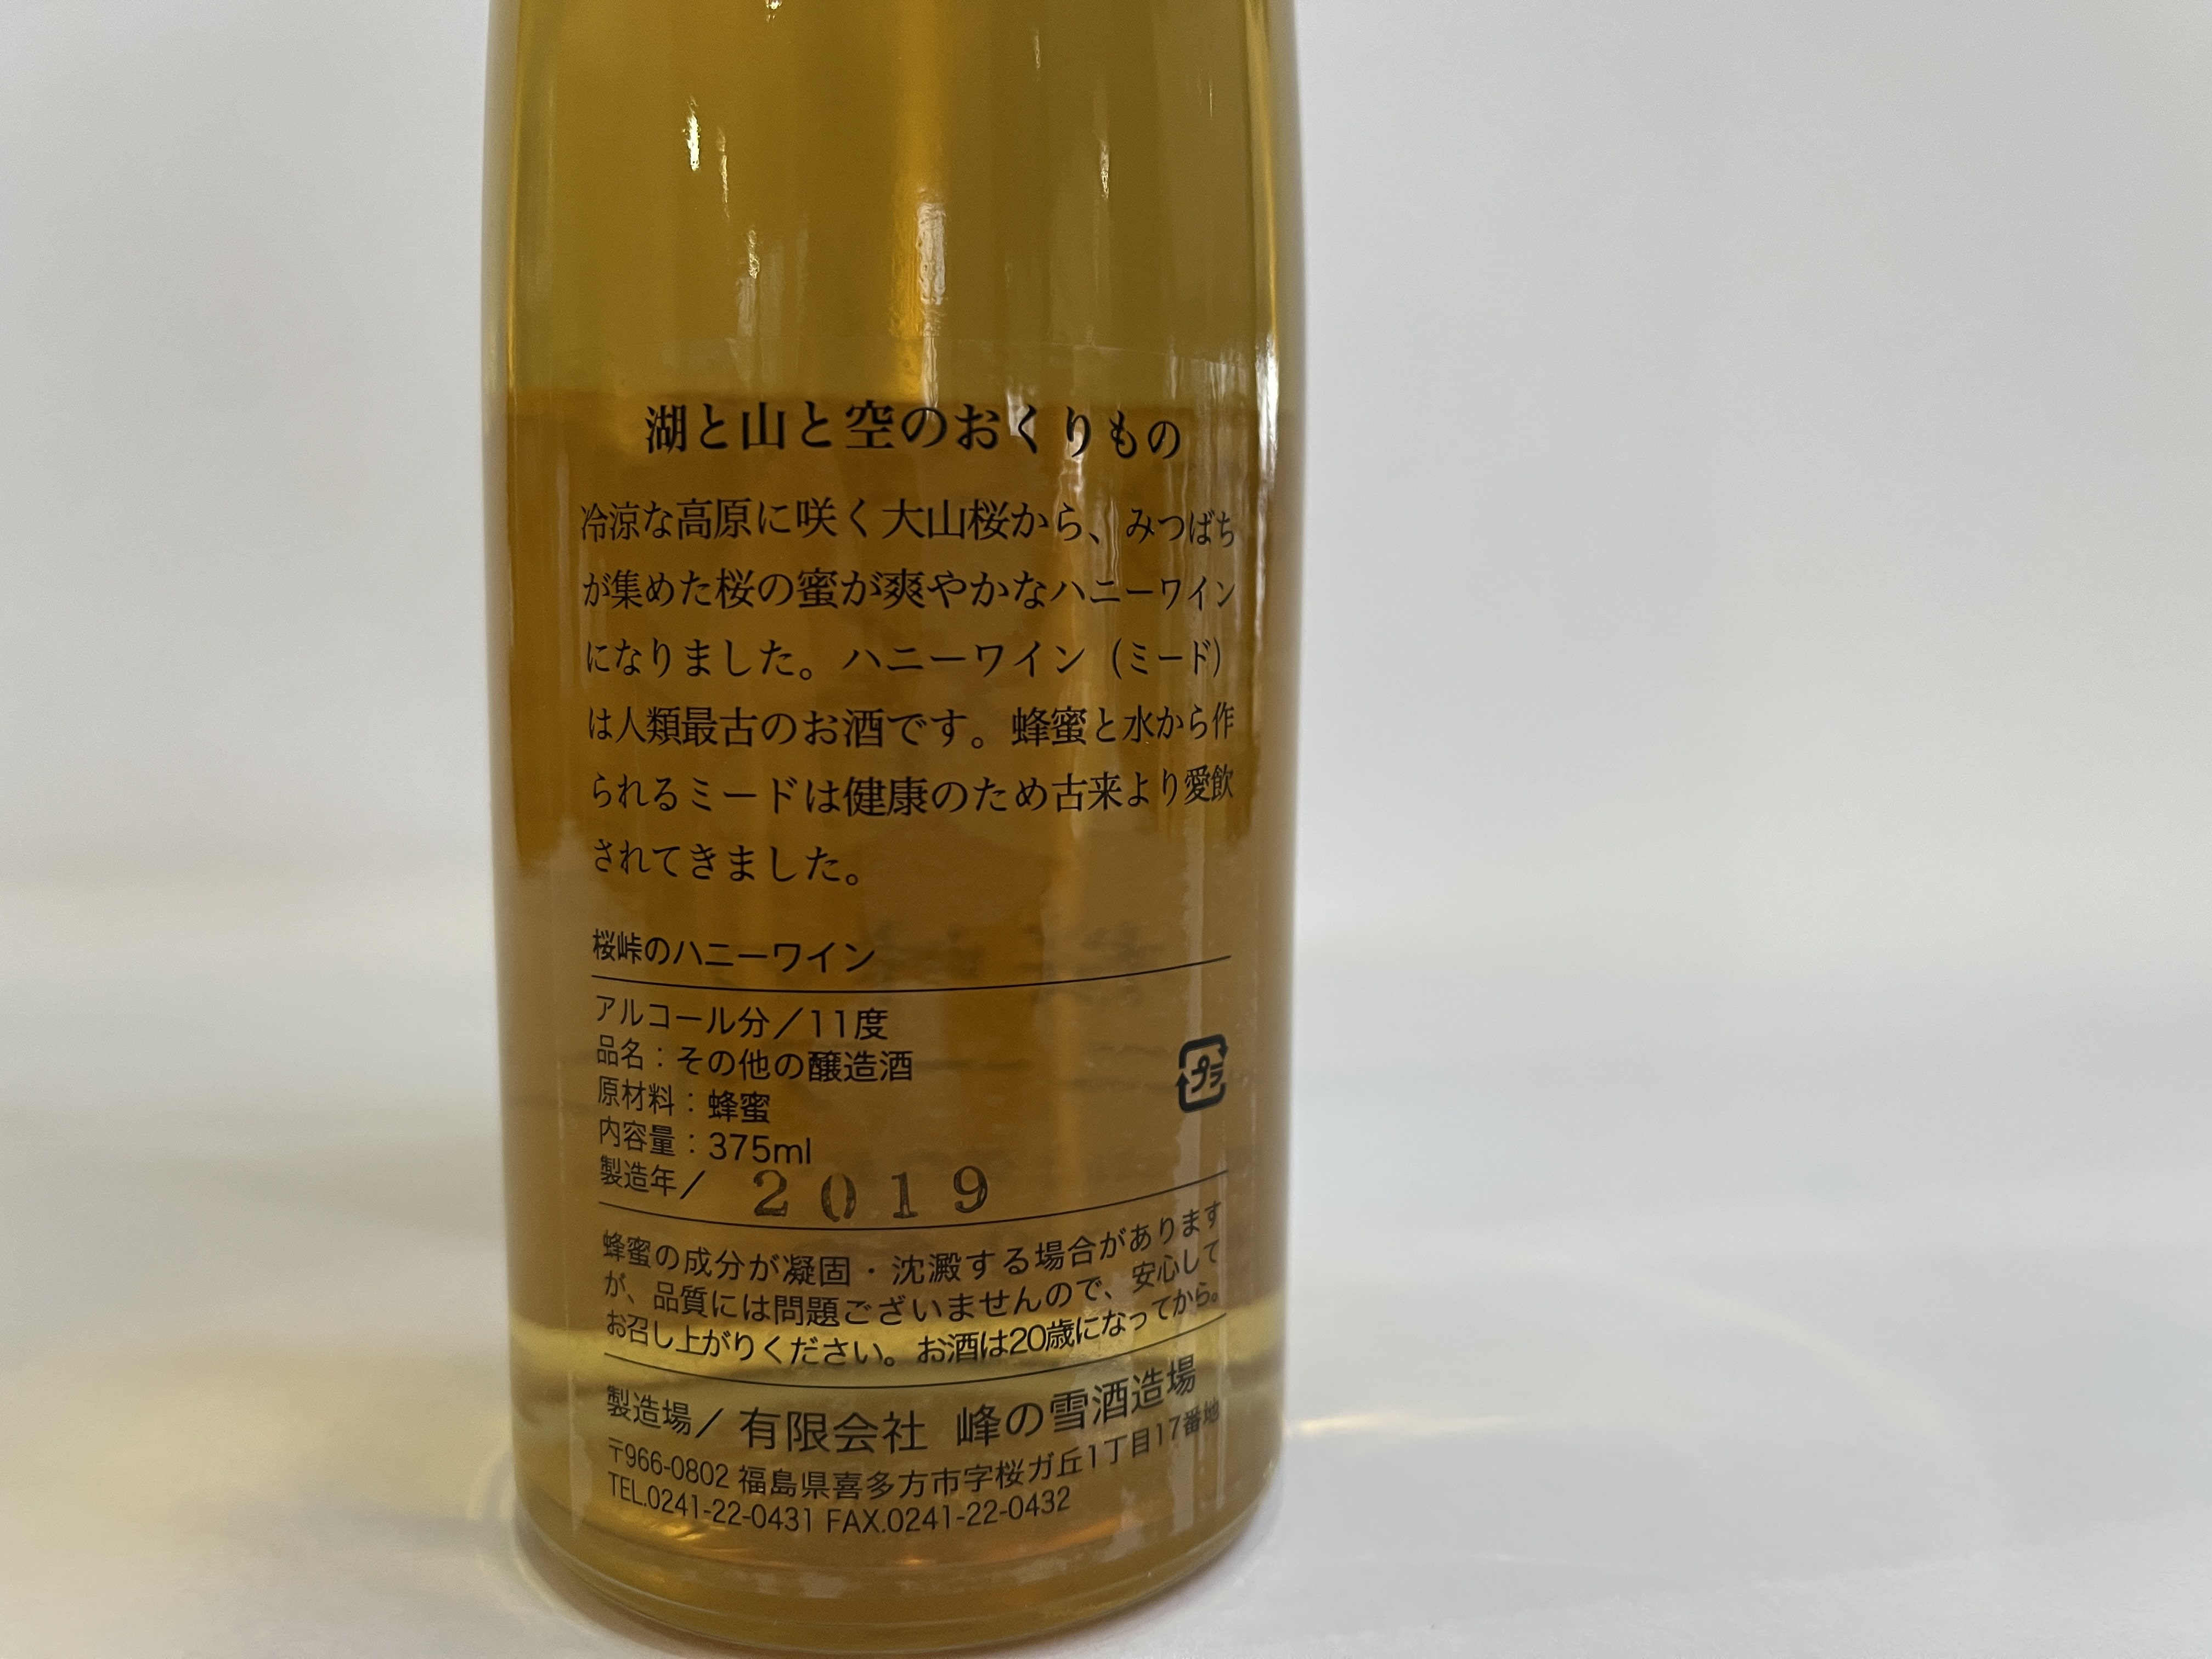 湖と山と空のおくりもの
冷涼な高原に咲く大山桜から、みつばち
が集めた桜の蜜が爽やかなハニーワイン
になりました。ハニーワイン（ミード）
は人類最古のお酒です。蜂蜜と水から作
られるミードは健康のため古来より愛飲
されてきました。
桜峠のハニーワイン
アルコール分／11度
品名：その他の醸造酒
原材料：蜂蜜
内容量：375ml
プラ
製造年／ 2019
蜂蜜の成分が凝固・沈澱する場合があります
が、品質には問題ございませんので、安心して
お召し上がりください。お酒は20歳になってから。
製造場／有限会社 峰の雪酒造場
〒966-0802 福島県喜多方市字桜ガ丘1丁目17番地
TEL.0241-22-0431 FAX.0241-22-0432